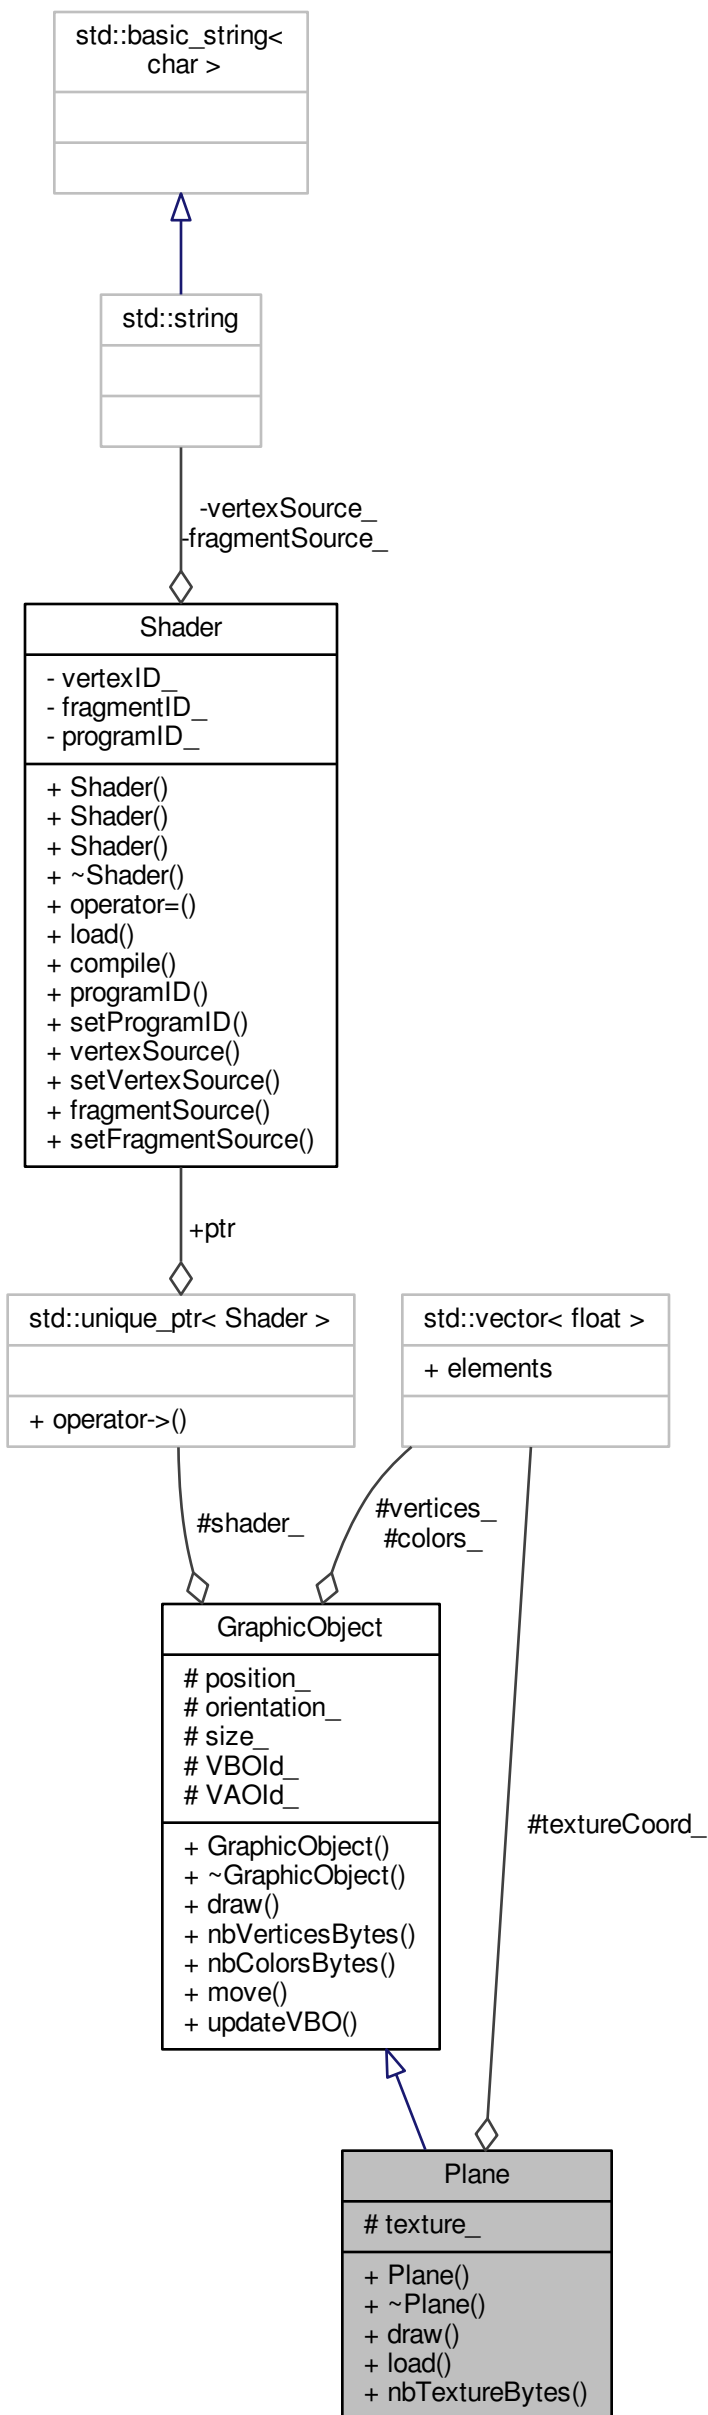 std::basic_string<
char >
std::string
-vertexSource_
-fragmentSource_
Shader
- vertexID_
- fragmentID_
- programID_
+ Shader()
+ Shader()
+ Shader()
+ ~Shader()
+ operator=()
+ load()
+ compile()
+ programID()
+ setProgramID()
+ vertexSource()
+ setVertexSource()
+ fragmentSource()
+ setFragmentSource()
+ptr
std::unique_ptr< Shader >
+ operator->()
std::vector< float >
+ elements
#shader_
#vertices_
#colors_
GraphicObject
# position_
# orientation_
# size_
# VBOId_
# VAOId_
+ GraphicObject()
+ ~GraphicObject()
+ draw()
+ nbVerticesBytes()
+ nbColorsBytes()
+ move()
+ updateVBO()
#textureCoord_
Plane
# texture_
+ Plane()
+ ~Plane()
+ draw()
+ load()
+ nbTextureBytes()